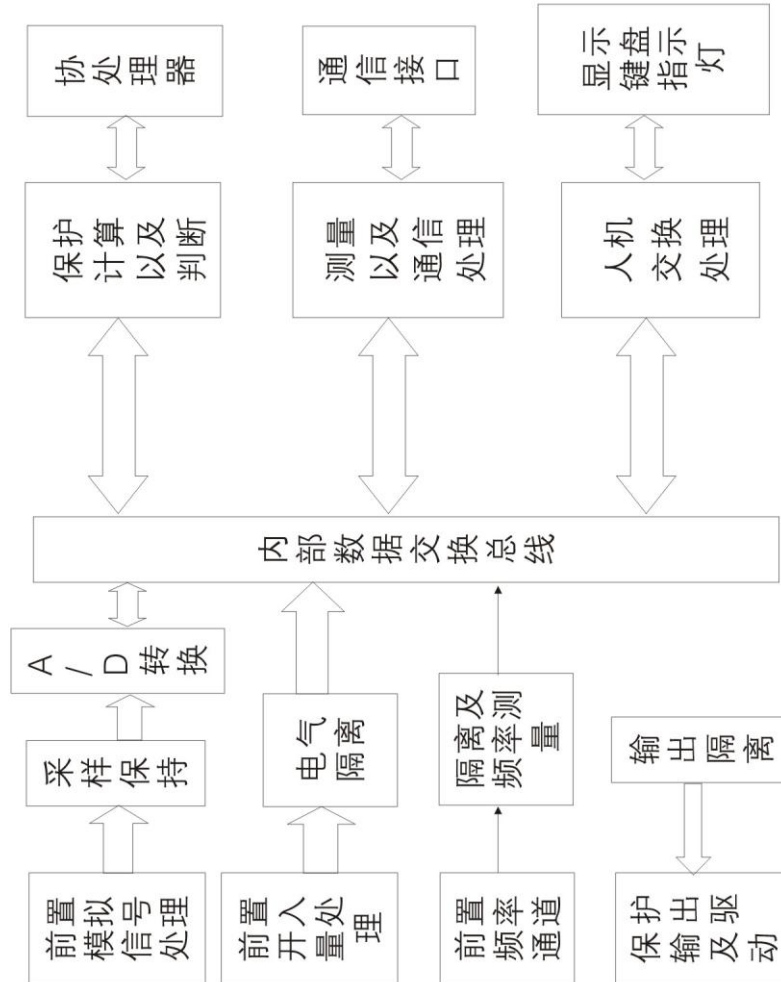 协
处
理
器
通信
接口
显示
键盘
指示
灯
保护
计算
以及
判断
测量
以及
通信
处理
人机
交换
处理
内部数据交换总线
A/D转换
采样
保持
电气
隔离
隔离及
频率测
量
输出
隔离
前置
模拟
信号
处理
前置
开入
量处
理
前置
频率
通道
保护
输出
及驱
动